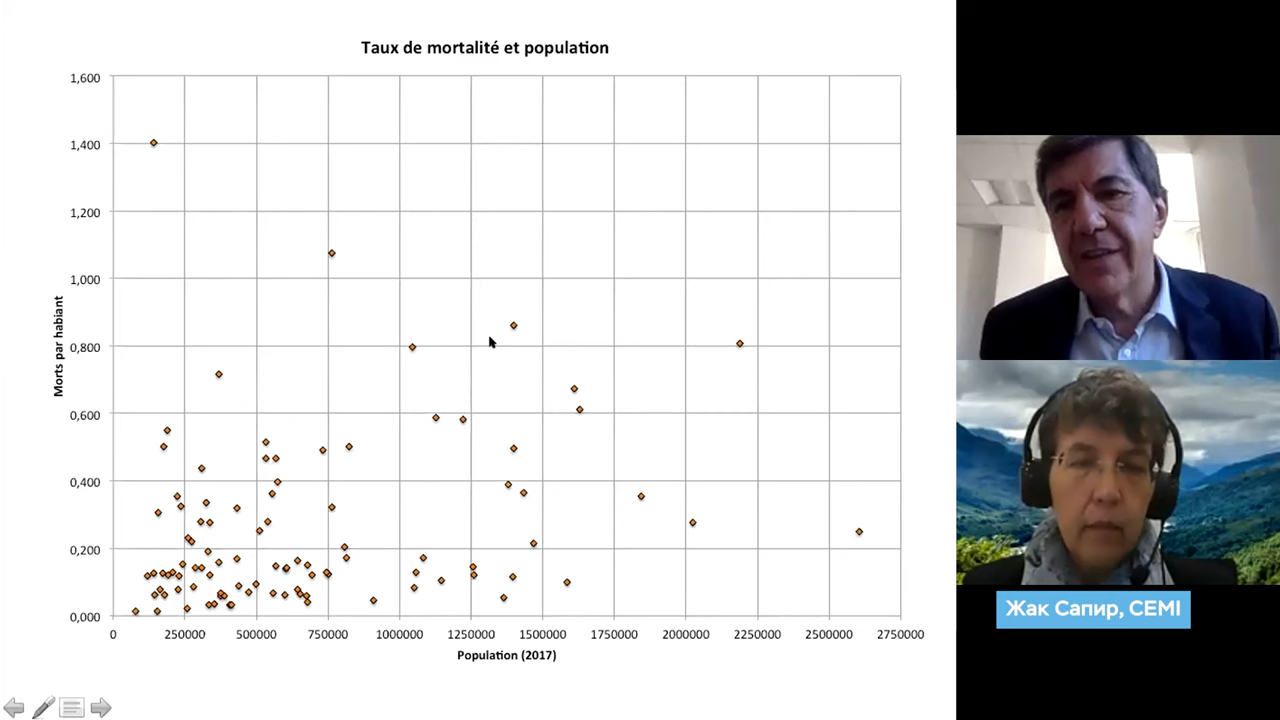 Taux de mortalité et population
1,600
1,400
1,200
1,000
0,800
0,600
0,400
0,200
0,000
Morts par habiant
0 250000 500000 750000 1000000 1250000 1500000 1750000 2000000 2250000 2500000 2750000
Population (2017)
Жак Сапир, CEMI